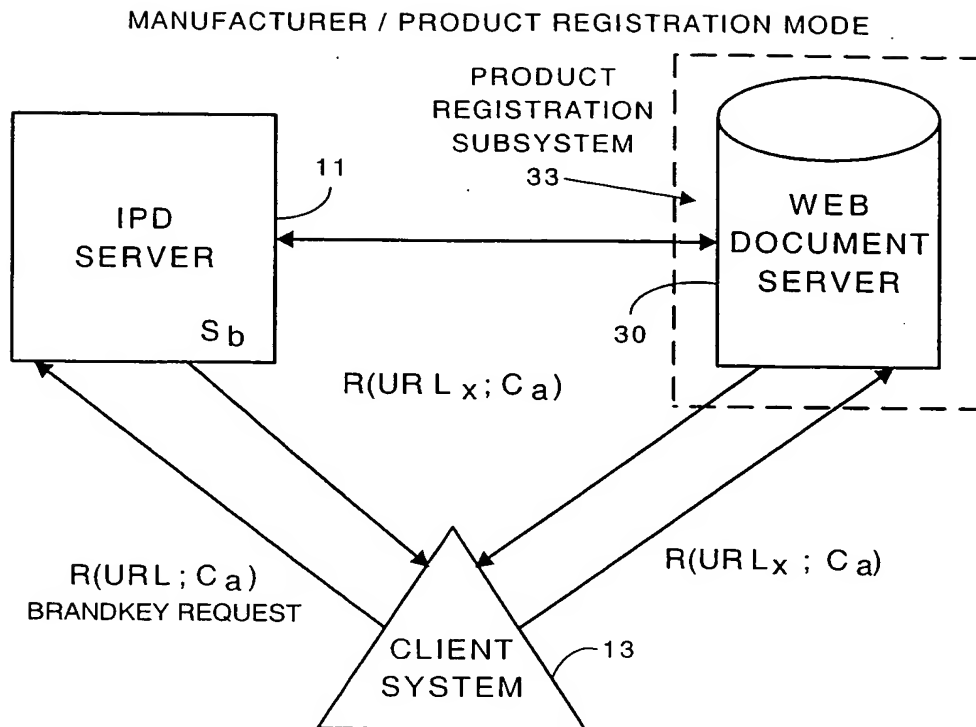 MANUFACTURER / PRODUCT REGISTRATION MODE
PRODUCT
REGISTRATION
SUBSYSTEM
33
11
IPD
SERVER
Sb
WEB
DOCUMENT
SERVER
30
R(URLx; Ca)
R(URL; Ca)
BRANDKEY REQUEST
R(URLx; Ca)
CLIENT
SYSTEM
13